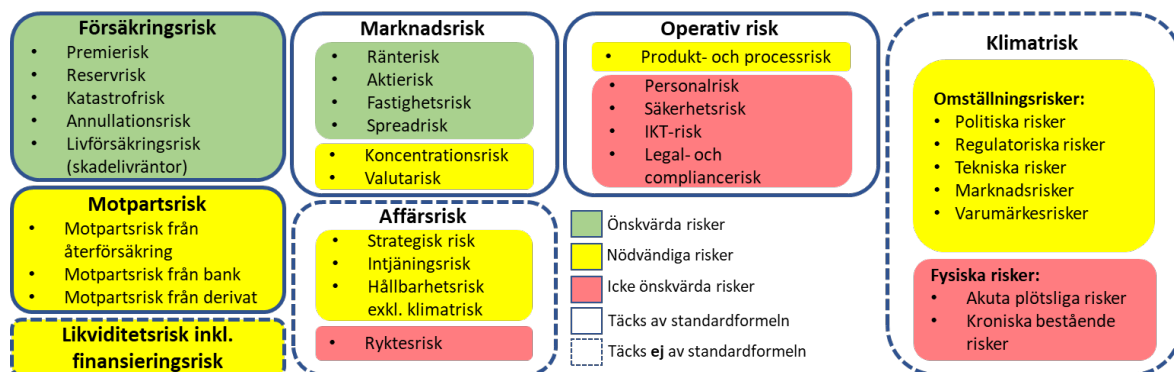 Försäkringsrisk
• Premierisk
• Reservrisk
• Katastrofrisk
• Annullationsrisk
• Livförsäkringsrisk
(skadelivräntor)
Motpartsrisk
• Motpartsrisk från
återförsäkring
• Motpartsrisk från bank
• Motpartsrisk från derivat
Likviditetsrisk inkl.
finansieringsrisk
Marknadsrisk
• Ränterisk
• Aktierisk
• Fastighetsrisk
• Spreadrisk
• Koncentrationsrisk
• Valutarisk
Affärsrisk
• Strategisk risk
• Intjäningsrisk
• Hållbarhetsrisk
exkl. klimatrisk
• Ryktesrisk
Operativ risk
• Produkt- och processrisk
• Personalrisk
• Säkerhetsrisk
• IKT-risk
• Legal- och
compliancerisk
Önskvärda risker
Nödvändiga risker
Icke önskvärda risker
Täcks av standardformeln
Täcks ej av standardformeln
Klimatrisk
Omställningsrisker:
• Politiska risker
• Regulatoriska risker
• Tekniska risker
• Marknadsrisker
• Varumärkesrisker
Fysiska risker:
• Akuta plötsliga risker
• Kroniska bestående
risker